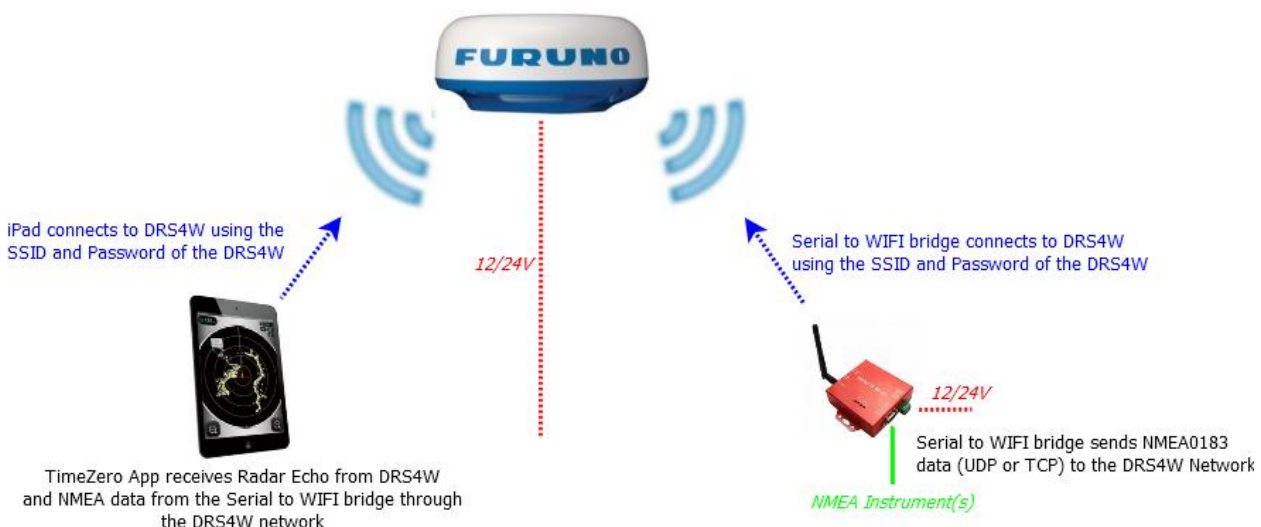 FURUNO
iPad connects to DRS4W using the
SSID and Password of the DRS4W
12/24V
Serial to WIFI bridge connects to DRS4W
using the SSID and Password of the DRS4W
12/24V
Serial to WIFI bridge sends NMEA0183
data (UDP or TCP) to the DRS4W Network
NMEA Instrument(s)
TimeZero App receives Radar Echo from DRS4W
and NMEA data from the Serial to WIFI bridge through
the DRS4W network